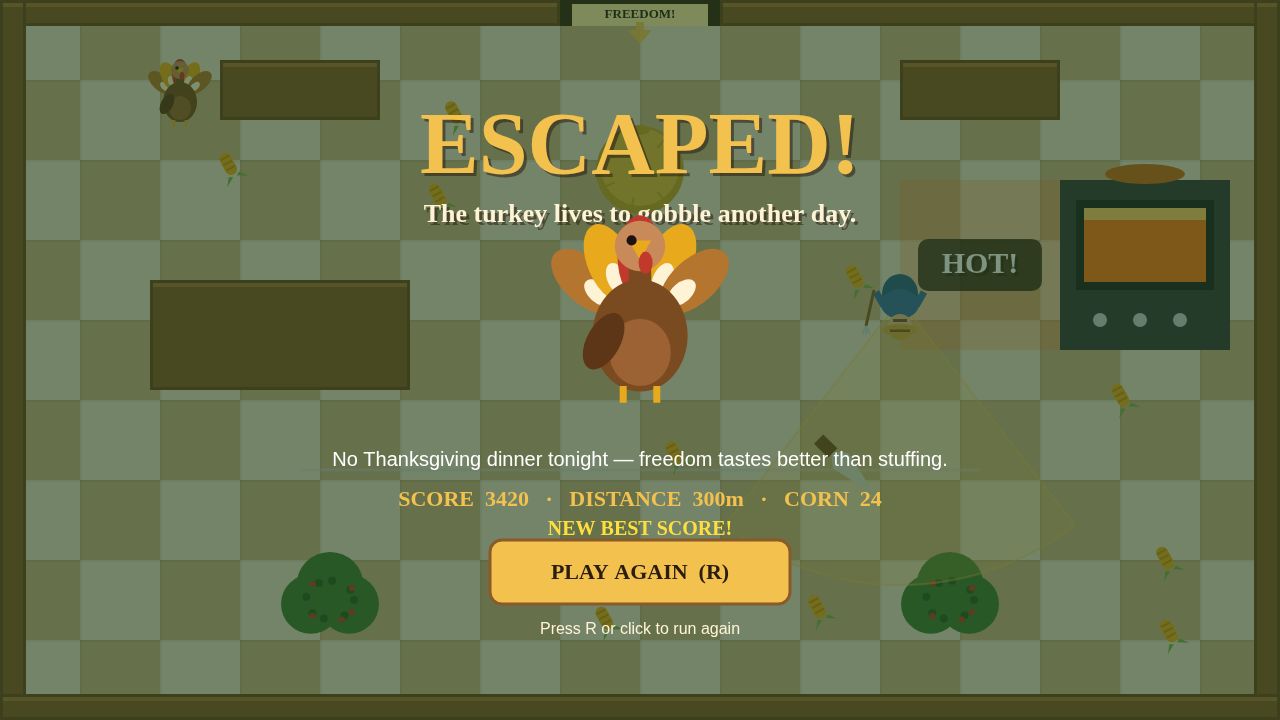 FREEDOM!
ESCAPED!
The turkey lives to gobble another day.
HOT!
No Thanksgiving dinner tonight — freedom tastes better than stuffing.
SCORE 3420 · DISTANCE 300m · CORN 24
NEW BEST SCORE!
PLAY AGAIN (R)
Press R or click to run again